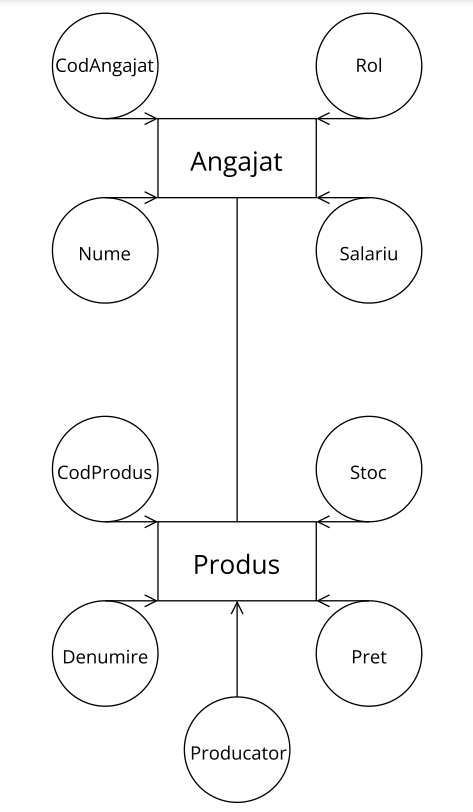 CodAngajat
Rol
Angajat
Nume
Salariu
CodProdus
Stoc
Produs
Denumire
Pret
Producator